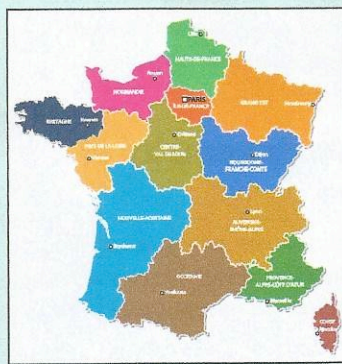 Lille
HAUTS-DE-FRANCE
Rouen
NORMANDIE
PARIS
ÎLE-DE-FRANCE
GRAND EST
Strasbourg
BRETAGNE
Rennes
PAYS DE LA LOIRE
Nantes
Orléans
CENTRE-
VAL DE LOIRE
Dijon
BOURGOGNE-
FRANCHE-COMTÉ
NOUVELLE-AQUITAINE
Bordeaux
Lyon
AUVERGNE-
RHÔNE-ALPES
OCCITANIE
Toulouse
PROVENCE-
ALPES-CÔTE D'AZUR
Marseille
CORSE
Ajaccio